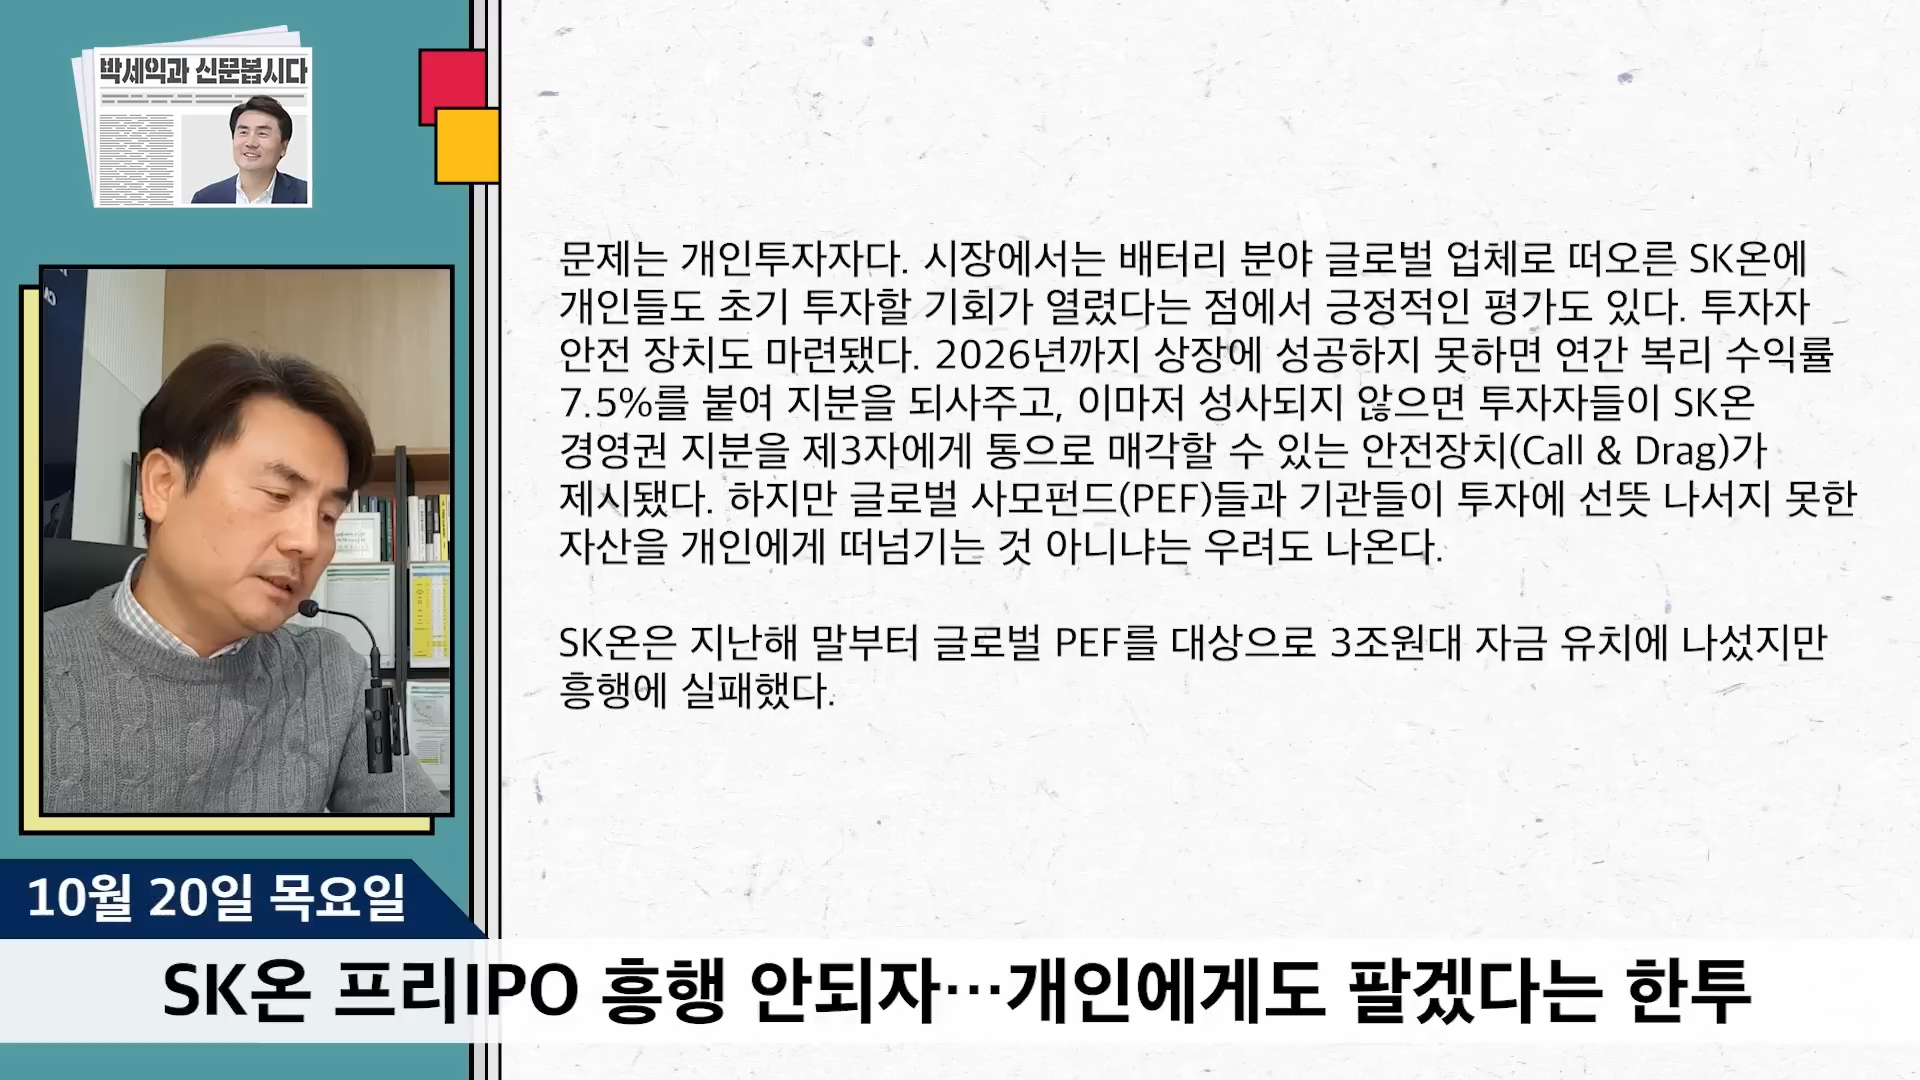 박세익과 신문봅시다
문제는 개인투자자다. 시장에서는 배터리 분야 글로벌 업체로 떠오른 SK온에
개인들도 초기 투자할 기회가 열렸다는 점에서 긍정적인 평가도 있다. 투자자
안전 장치도 마련됐다. 2026년까지 상장에 성공하지 못하면 연간 복리 수익률
7.5%를 붙여 지분을 되사주고, 이마저 성사되지 않으면 투자자들이 SK온
경영권 지분을 제3자에게 통으로 매각할 수 있는 안전장치(Call & Drag)가
제시됐다. 하지만 글로벌 사모펀드(PEF)들과 기관들이 투자에 선뜻 나서지 못한
자산을 개인에게 떠넘기는 것 아니냐는 우려도 나온다.
SK온은 지난해 말부터 글로벌 PEF를 대상으로 3조원대 자금 유치에 나섰지만
흥행에 실패했다.
10월 20일 목요일
SK온 프리IPO 흥행 안되자…개인에게도 팔겠다는 한투